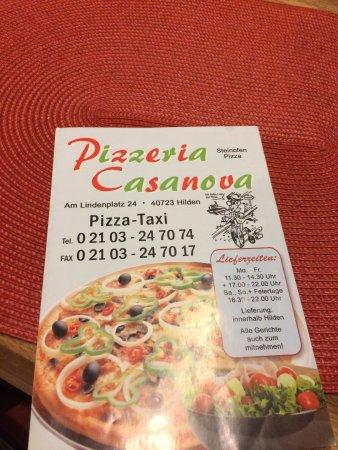 Pizzeria
Steinofen
Pizza
Casanova
Am Lindenplatz 24 • 40723 Hilden
Pizza-Taxi
Tel. 0 21 03 - 24 70 74
FAX 0 21 03 - 24 70 17
Lieferzeiten:
Mo. - Fr.
11.30 - 14.30 Uhr
+ 17.00 - 22.00 Uhr
Sa., So.+ Feiertage
16.30 - 22.00 Uhr
Lieferung:
innerhalb Hilden
Alle Gerichte
auch zum
mitnehmen!